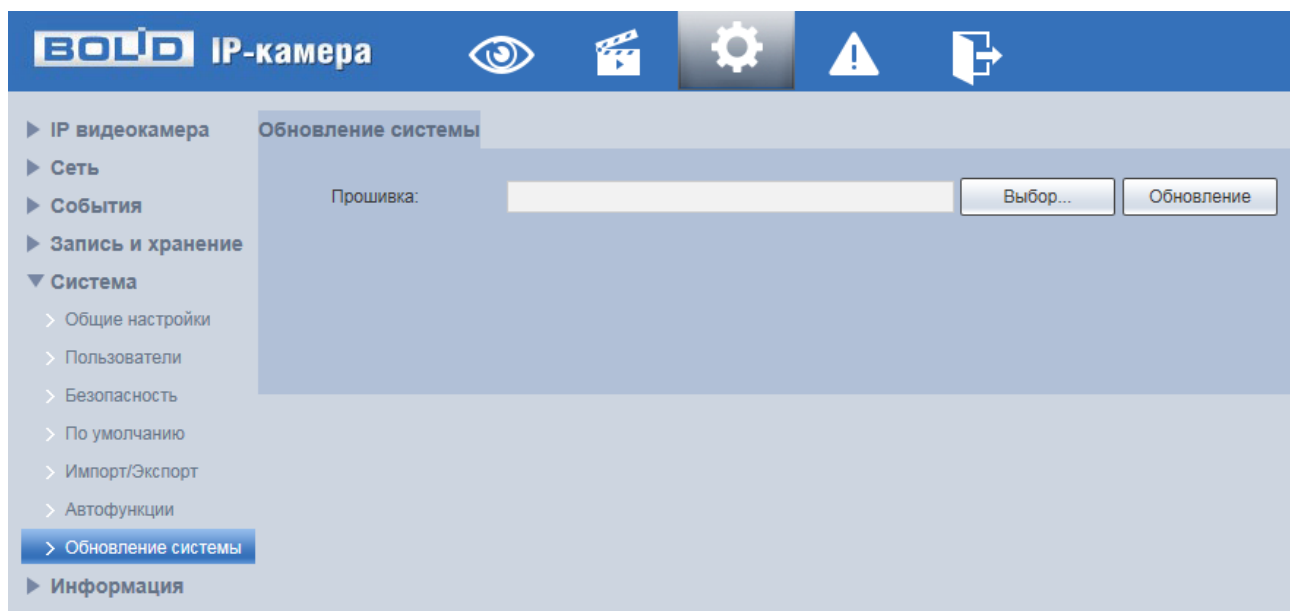 BOLID IP-камера
IP видеокамера
Сеть
События
Запись и хранение
Система
Общие настройки
Пользователи
Безопасность
По умолчанию
Импорт/Экспорт
Автофункции
Обновление системы
Информация
Обновление системы
Прошивка: Выбор... Обновление